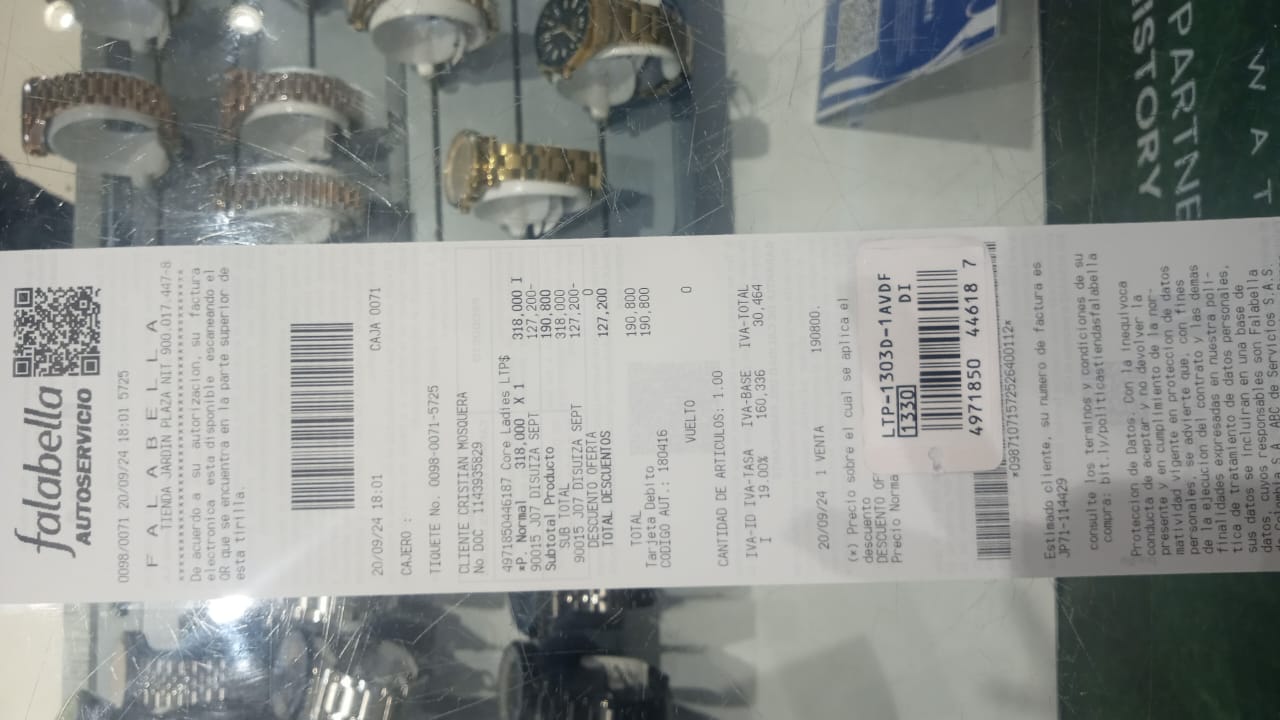 falabella
AUTOSERVICIO
0098/0071 20/09/24 18:01 5725
F A L A B E L L A
TIENDA JARDIN PLAZA NIT 900.017.447-8
De acuerdo a su autorizacion, su factura
electronica esta disponible escaneando el
QR que se encuentra en la parte superior de
esta tirilla.
20/09/24 18:01 CAJA 0071
CAJERO :
TIQUETE No. 0098-0071-5725
CLIENTE CRISTIAN MOSQUERA
No DOC 1143935829
4971850446187 Core Ladies LTP$
*P. Normal 318,000 X 1 318,000 I
90015 J07 DISUIZA SEPT 127,200-
Subtotal Producto 190,800
SUB TOTAL 318,000
90015 J07 DISUIZA SEPT 127,200-
DESCUENTO OFERTA 0
TOTAL DESCUENTOS 127,200
TOTAL 190,800
Tarjeta Debito 190,800
CODIGO AUT.: 180416
VUELTO 0
CANTIDAD DE ARTICULOS: 1.00
IVA-ID IVA-TASA IVA-BASE IVA-TOTAL
I 19.00% 160,336 30,464
20/09/24 1 VENTA 190800.
(*) Precio sobre el cual se aplica el
descuento
DESCUENTO OF
Precio Norma
LTP-1303D-1AVDF
1330 DI
4971850 44618 7
*0987107157252640 0112*
Estimado cliente, su numero de factura es
JP71-114429
consulte los terminos y condiciones de su
compra: bit.ly/politicastiendasfalabella
Proteccion de Datos. Con la inequivoca
conducta de aceptar y no devolver la
presente en cumplimiento de la nor-
matividad vigente en proteccion de datos
personales, se advierte que, con fines
de la ejecucion del contrato y las demas
finalidades expresadas en nuestra poli-
tica de tratamiento de datos personales,
sus datos se incluiran en una base de
datos, cuyos responsables son Falabella
ABC de Servicios S.A.S.
PARTNE
HISTORY
W A T